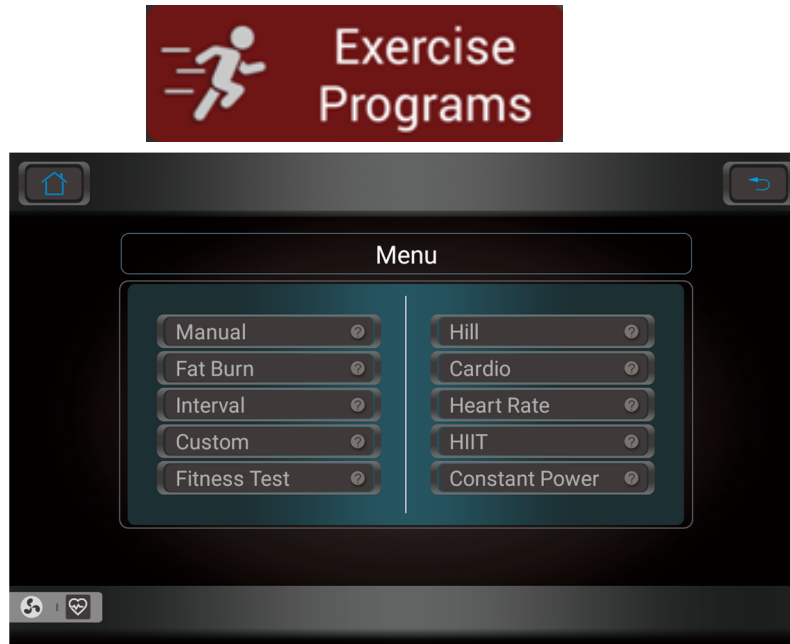 Exercise
Programs
Menu
Manual ?
Fat Burn ?
Interval ?
Custom ?
Fitness Test ?
Hill ?
Cardio ?
Heart Rate ?
HIIT ?
Constant Power ?